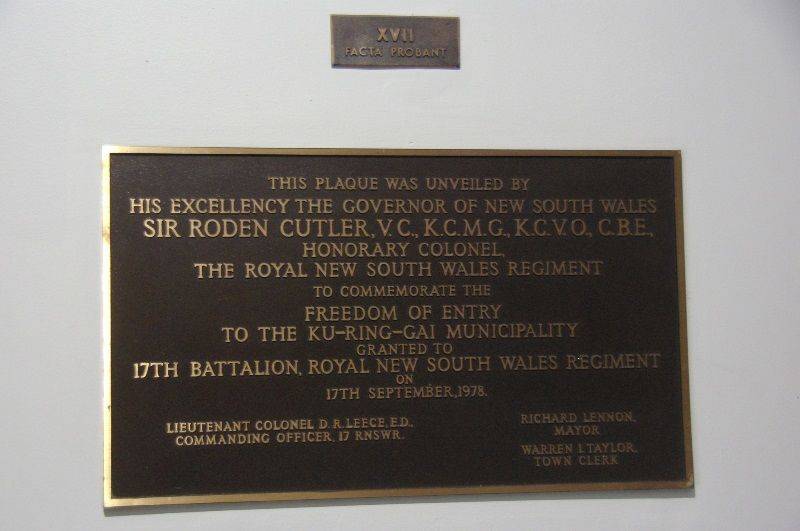 XVII
FACTA PROBANT
THIS PLAQUE WAS UNVEILED BY
HIS EXCELLENCY THE GOVERNOR OF NEW SOUTH WALES
SIR RODEN CUTLER, V.C., K.C.M.G., K.C.V.O., C.B.E.,
HONORARY COLONEL,
THE ROYAL NEW SOUTH WALES REGIMENT
TO COMMEMORATE THE
FREEDOM OF ENTRY
TO THE KU-RING-GAI MUNICIPALITY
GRANTED TO
17TH BATTALION, ROYAL NEW SOUTH WALES REGIMENT
ON
17TH SEPTEMBER, 1978.
LIEUTENANT COLONEL D.R. LEECE, E.D.,
COMMANDING OFFICER, 17 RNSWR.
RICHARD LENNON,
MAYOR
WARREN I. TAYLOR,
TOWN CLERK